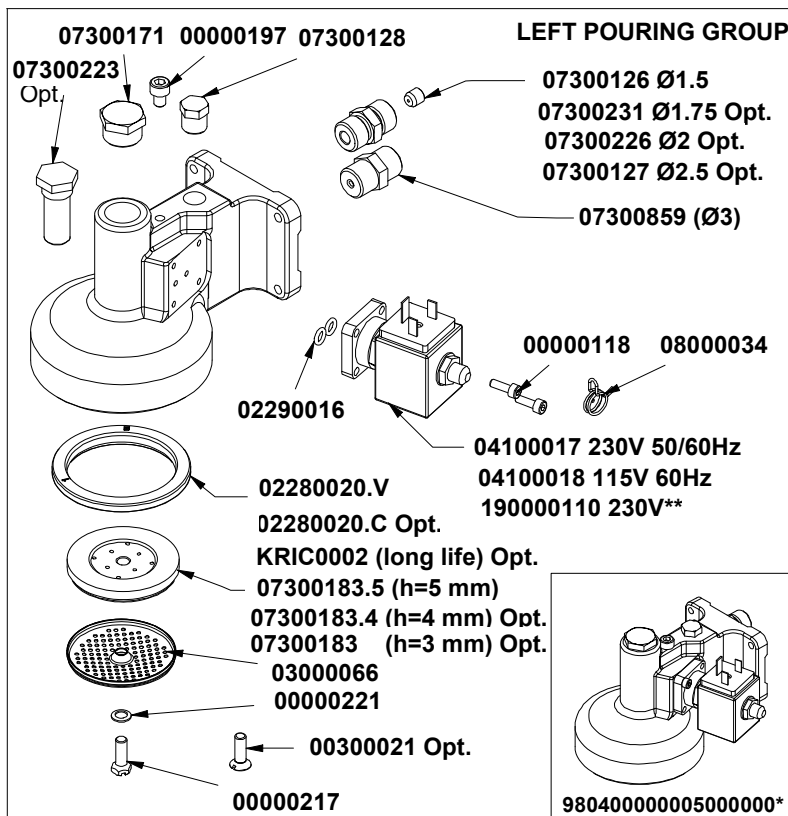 LEFT POURING GROUP
07300171 00000197 07300128
07300223
Opt.
07300126 Ø1.5
07300231 Ø1.75 Opt.
07300226 Ø2 Opt.
07300127 Ø2.5 Opt.
07300859 (Ø3)
00000118 08000034
02290016
04100017 230V 50/60Hz
04100018 115V 60Hz
190000110 230V**
02280020.V
02280020.C Opt.
KRIC0002 (long life) Opt.
07300183.5 (h=5 mm)
07300183.4 (h=4 mm) Opt.
07300183 (h=3 mm) Opt.
03000066
00000221
00300021 Opt.
00000217
980400000005000000*